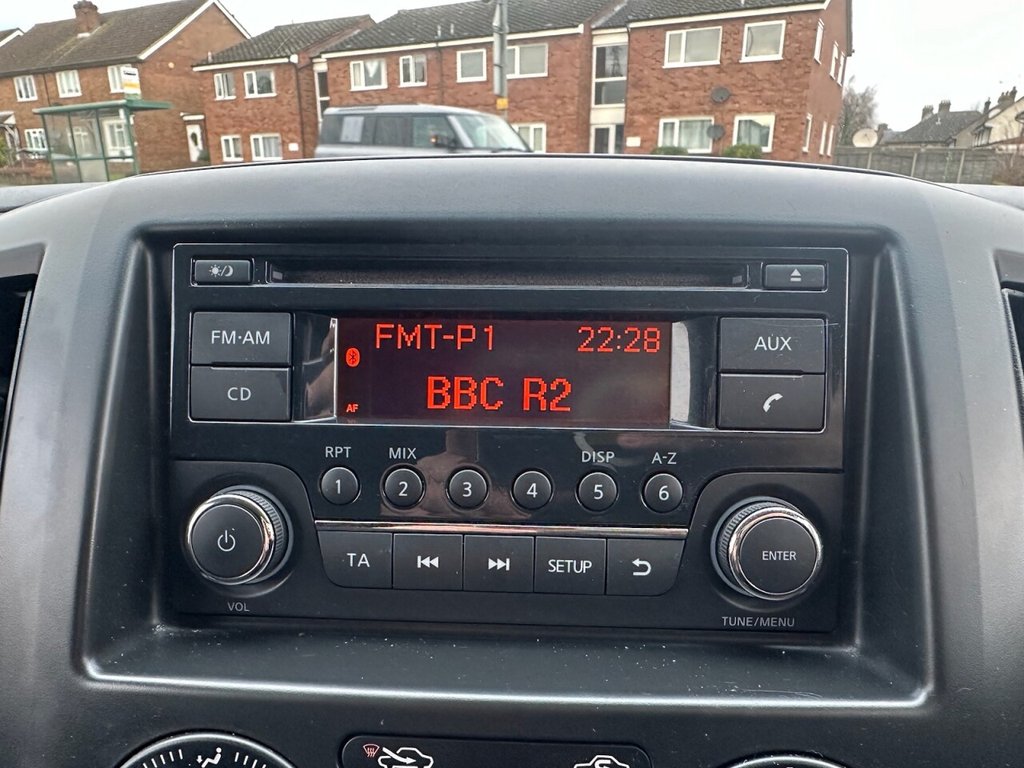 FM·AM
CD
FMT-P1 22:28
BBC R2
AF
AUX
RPT MIX DISP A-Z
1 2 3 4 5 6
TA
SETUP
ENTER
VOL
TUNE/MENU